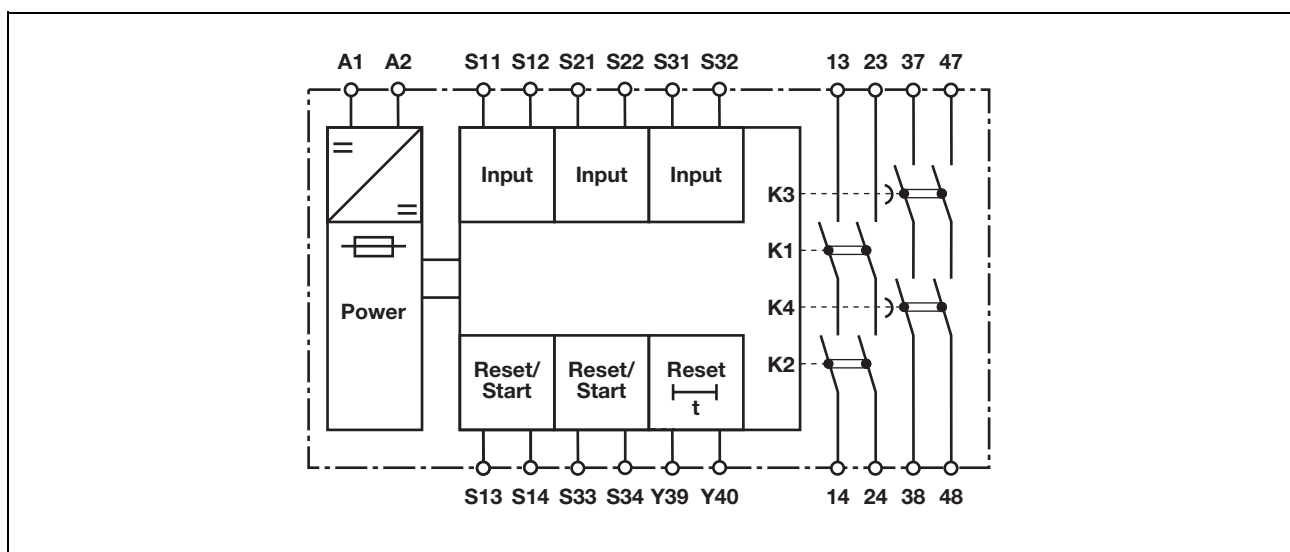 A1 A2 S11 S12 S21 S22 S31 S32 13 23 37 47
Input Input Input
K3
K1
K4
Power
K2
Reset/
Start
Reset/
Start
Reset
t
S13 S14 S33 S34 Y39 Y40 14 24 38 48